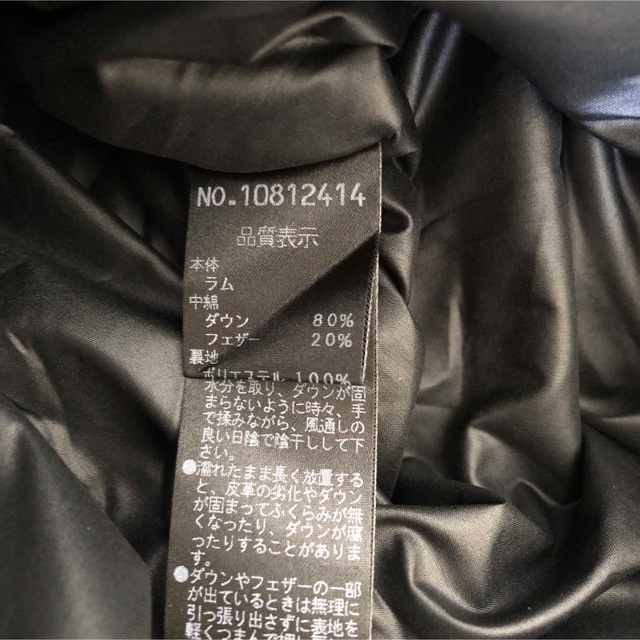 NO.10812414
品質表示
本体
ラム
中綿
ダウン 80%
フェザー 20%
裏地
ポリエステル 100%
水分を取り、ダウンが固
まらないように時々、手
で揉みながら、風通しの
良い日陰で陰干しして下
さい。
●濡れたまま長く放置する
と、皮革の劣化やダウン
が固まってふくらみが無
くなったり、ダウンが腐
ったりすることがありま
す。
●ダウンやフェザーの一部
が出ているときは無理に
引っ張り出さずに表地を
軽くつまんで押し